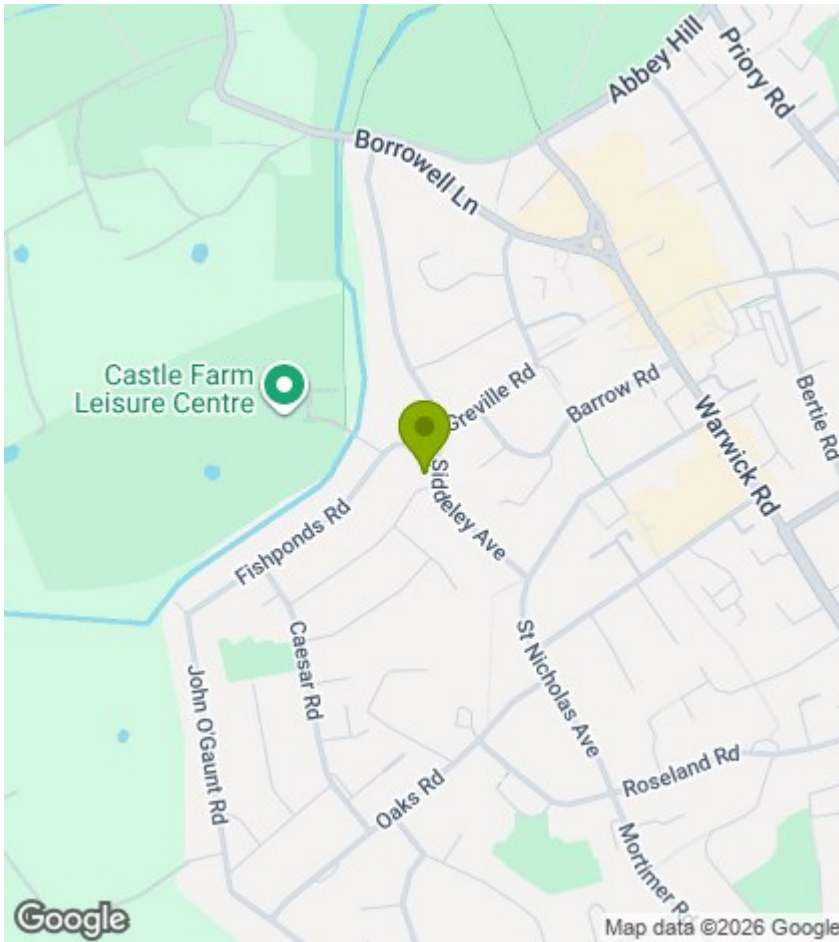 Abbey Hill
Priory Rd
Borrowell Ln
Castle Farm
Leisure Centre
Greville Rd
Barrow Rd
Bertie Rd
Warwick Rd
Siddeley Ave
Fishponds Rd
Caesar Rd
St Nicholas Ave
John O'Gaunt Rd
Roseland Rd
Oaks Rd
Mortimer Rd
Google
Map data ©2026 Google